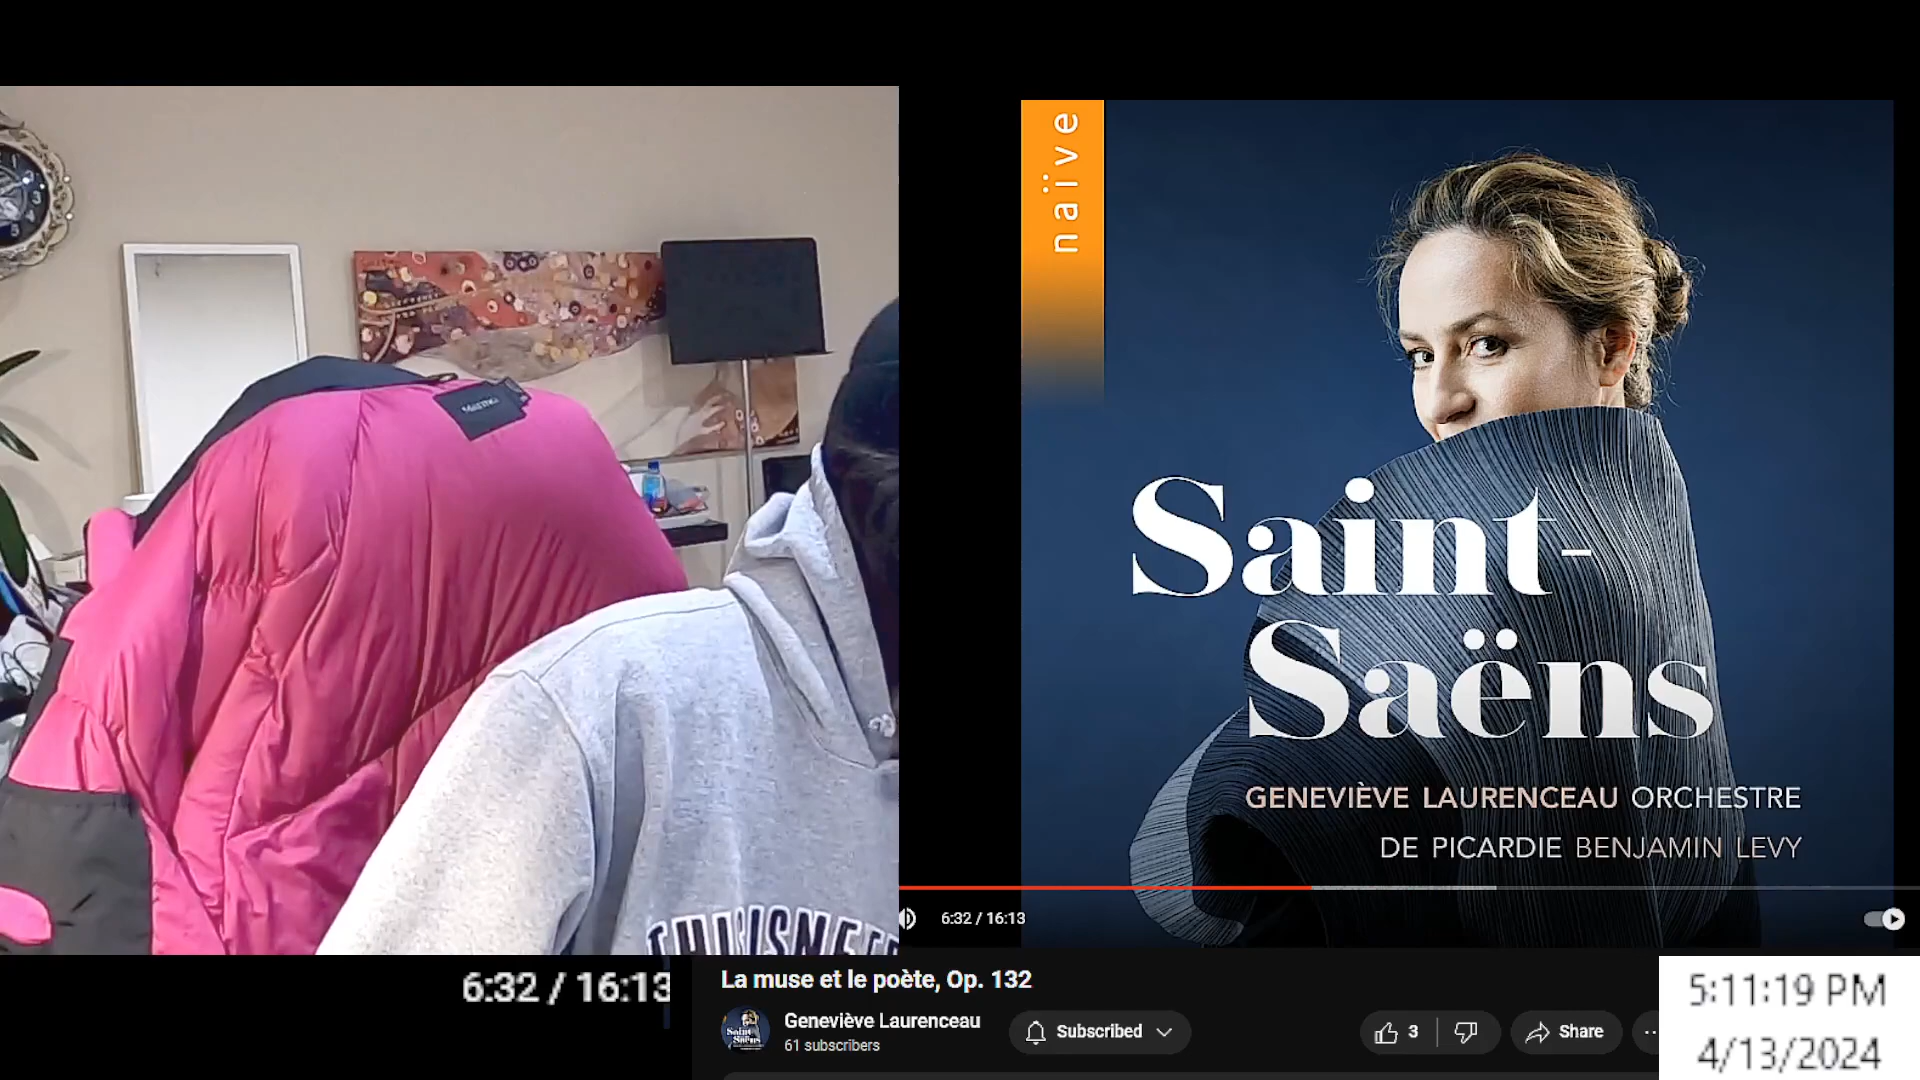 naïve
Saint-
Saëns
GENEVIÈVE LAURENCEAU ORCHESTRE
DE PICARDIE BENJAMIN LEVY
6:32 / 16:13
6:32 / 16:13
La muse et le poète, Op. 132
Geneviève Laurenceau
61 subscribers
Subscribed
3
Share
5:11:19 PM
4/13/2024